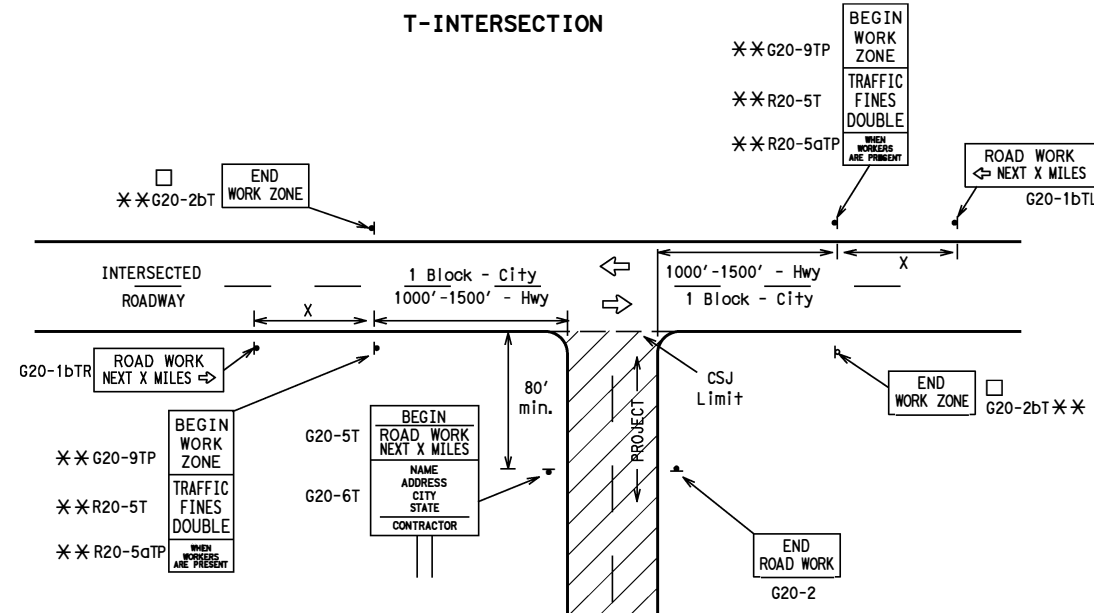 T-INTERSECTION
BEGIN
WORK
ZONE
**G20-9TP
TRAFFIC
FINES
DOUBLE
**R20-5T
WHEN
WORKERS
ARE PRESENT
**R20-5aTP
ROAD WORK
⇦ NEXT X MILES
G20-1bTL
END
WORK ZONE
□
**G20-2bT
INTERSECTED
ROADWAY
1 Block - City
1000'-1500' - Hwy
X
1000'-1500' - Hwy
1 Block - City
X
G20-1bTR
ROAD WORK
NEXT X MILES ⇨
80'
min.
CSJ
Limit
PROJECT
END
WORK ZONE
□
G20-2bT **
BEGIN
WORK
ZONE
** G20-9TP
TRAFFIC
FINES
DOUBLE
**R20-5T
WHEN
WORKERS
ARE PRESENT
** R20-5aTP
BEGIN
ROAD WORK
NEXT X MILES
G20-5T
NAME
ADDRESS
CITY
STATE
CONTRACTOR
G20-6T
END
ROAD WORK
G20-2